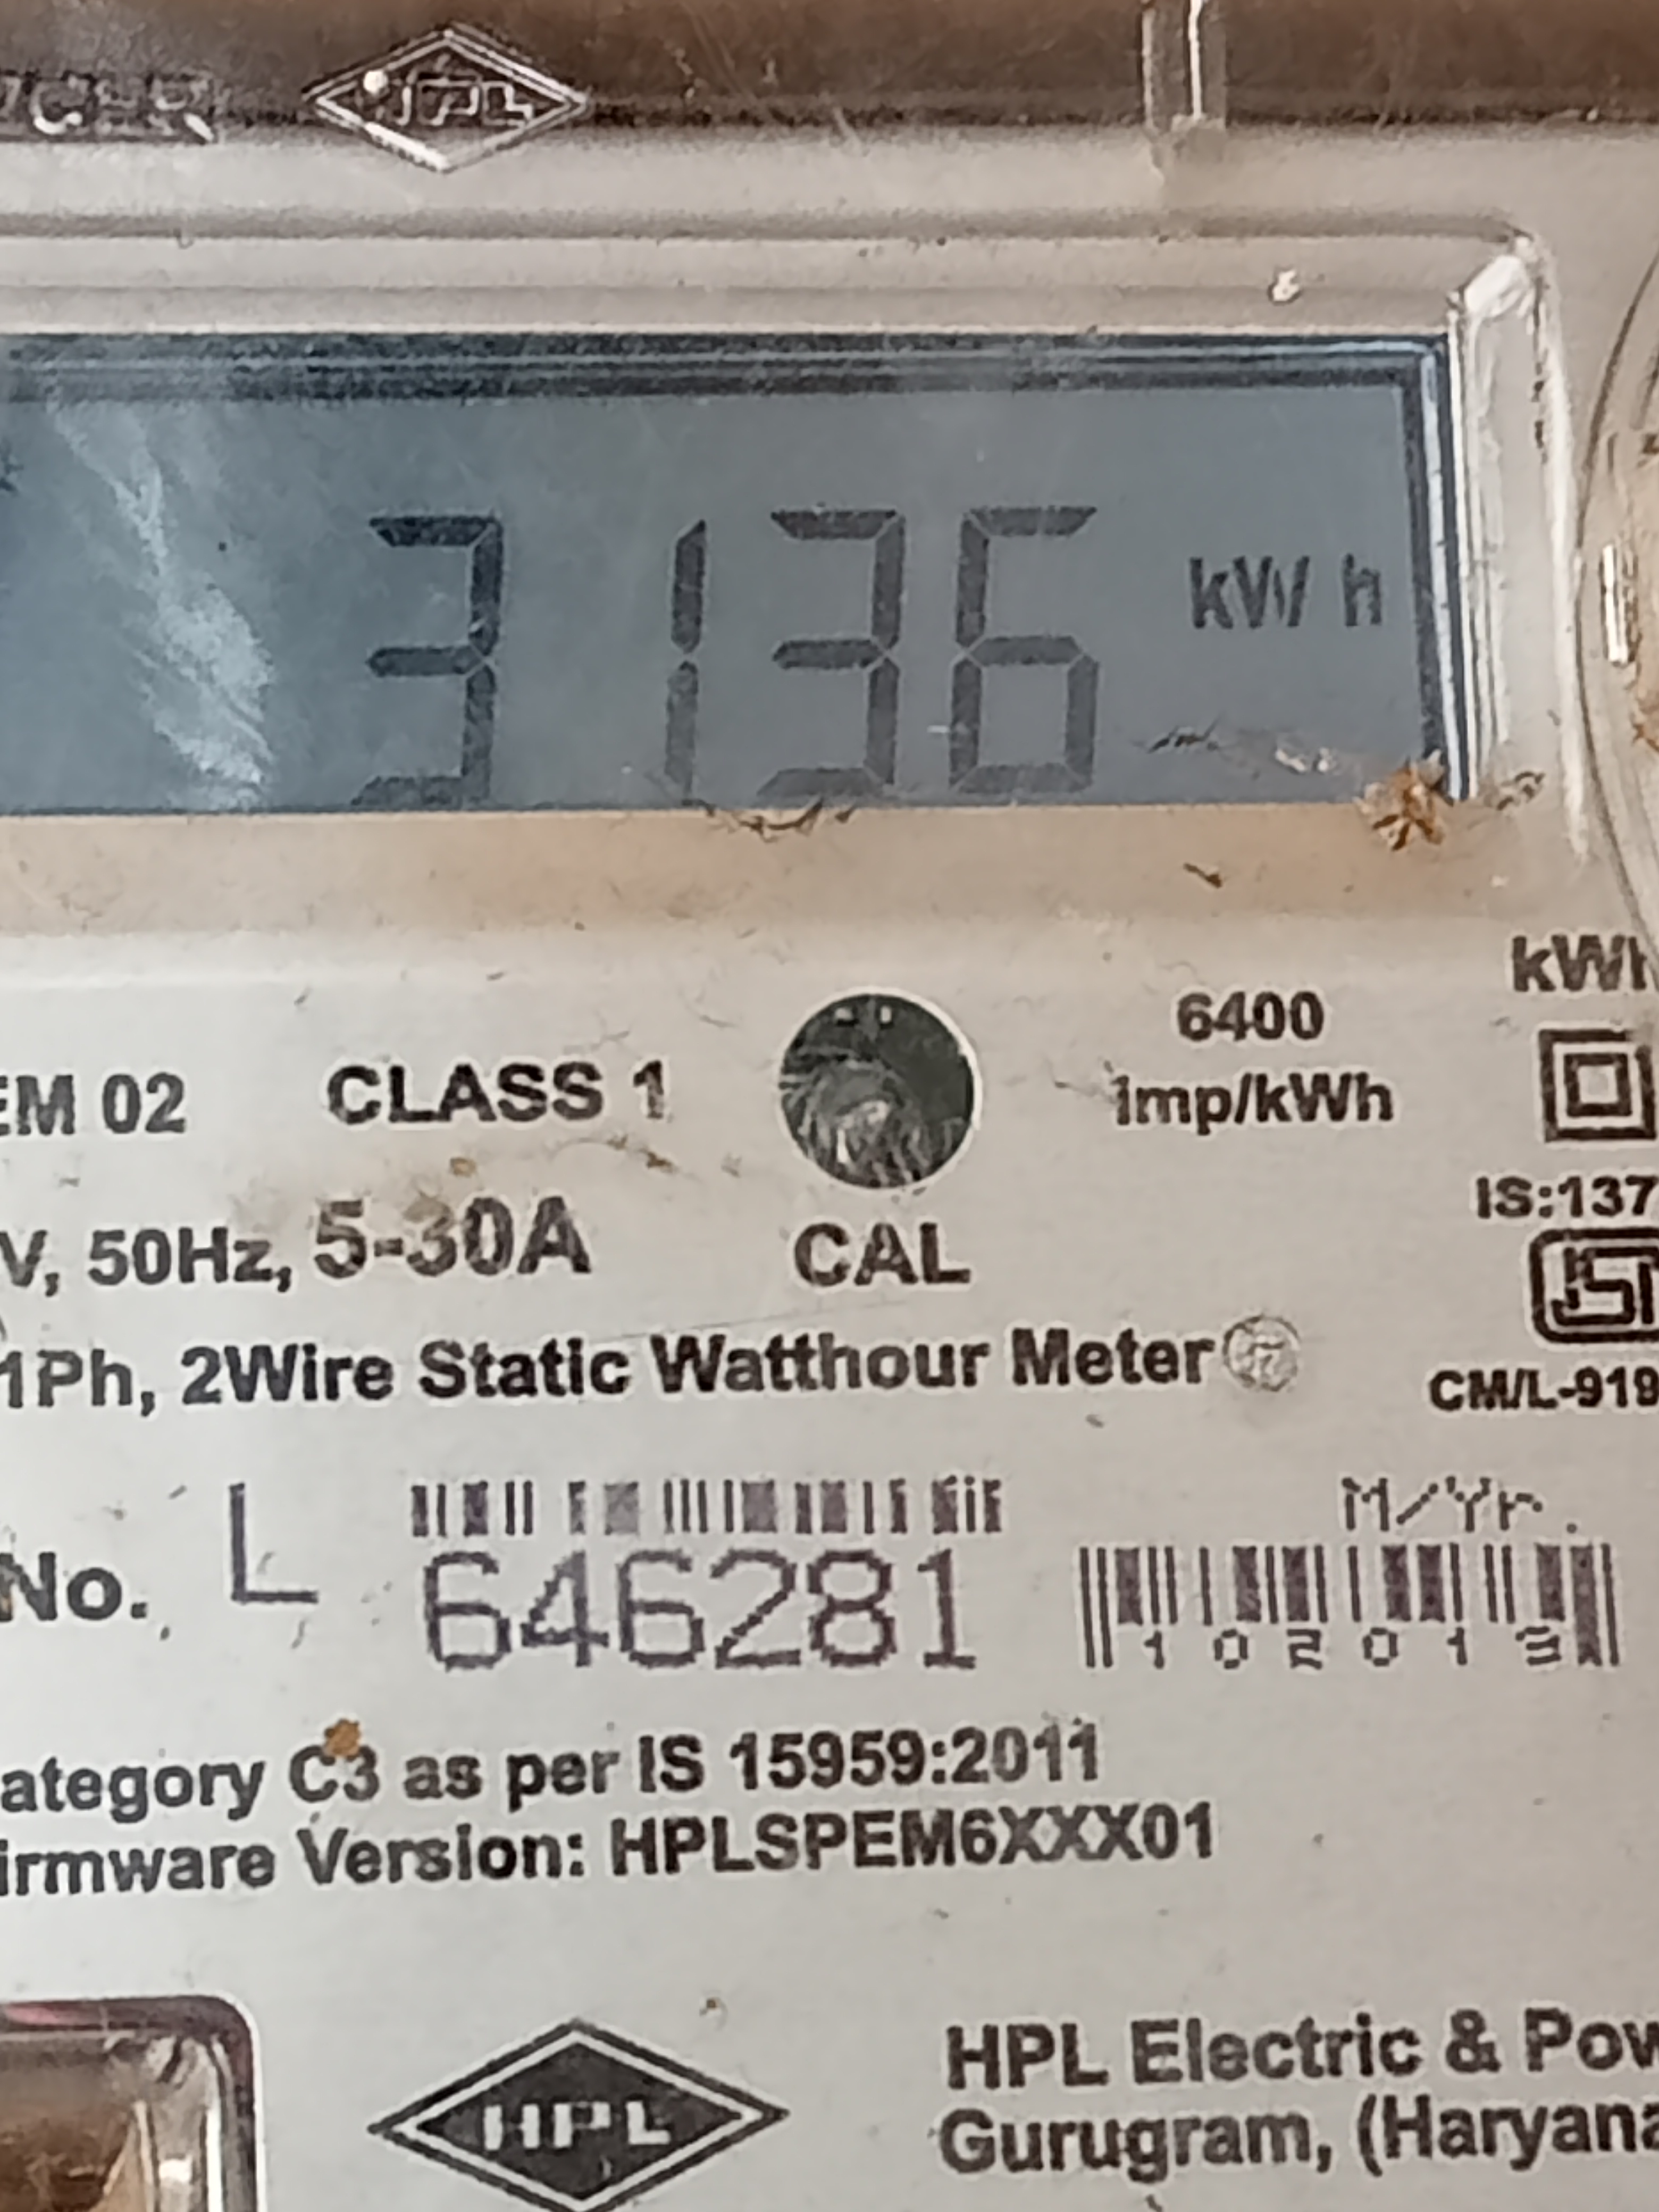 HPL
3136 kWh
kWh
6400
imp/kWh
EM 02 CLASS 1
V, 50Hz, 5-30A CAL
IS:137
ISI
1Ph, 2Wire Static Watthour Meter
CM/L-919
M/Yr.
No. L 646281
102013
ategory C3 as per IS 15959:2011
irmware Version: HPLSPEM6XXX01
HPL
HPL Electric & Pow
Gurugram, (Haryana